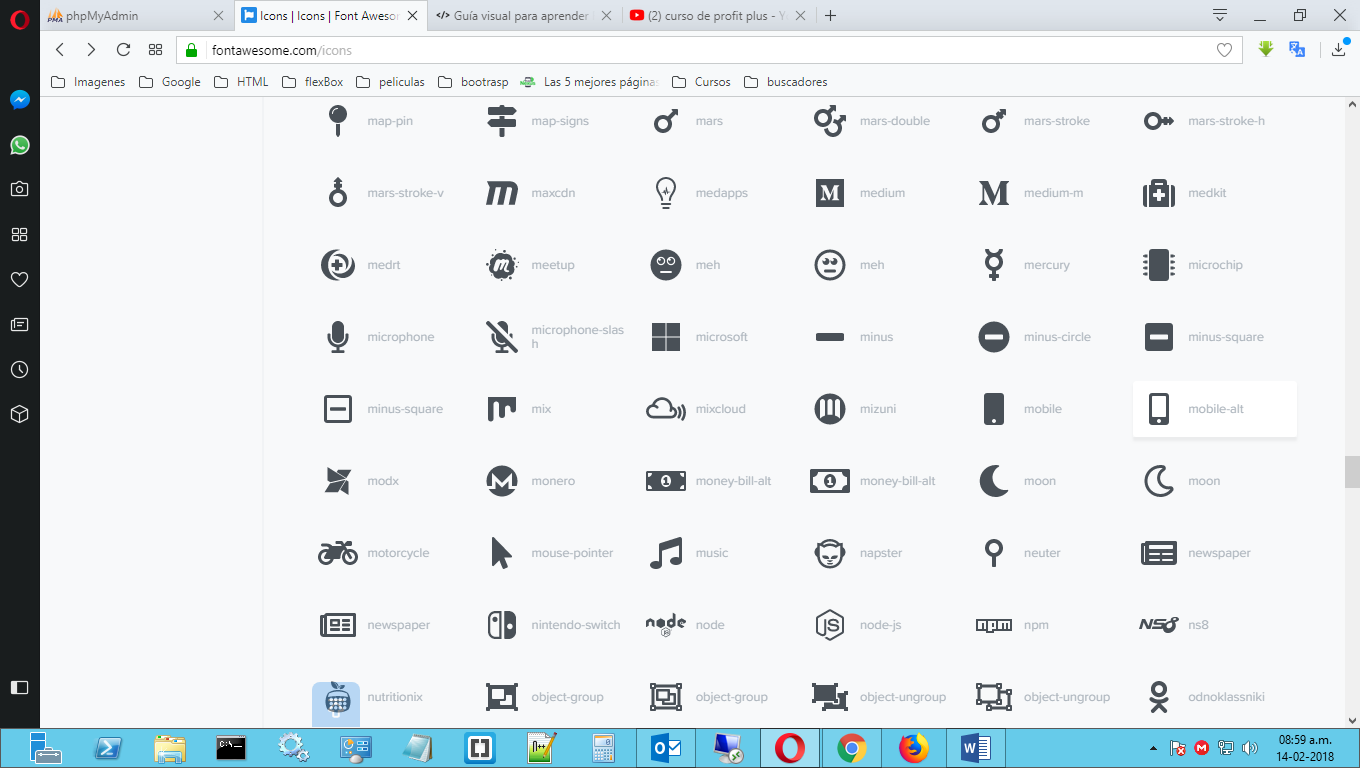 phpMyAdmin
Icons | Icons | Font Aweso
Guía visual para aprender
(2) curso de profit plus - Y
fontawesome.com/icons
Imagenes
Google
HTML
flexBox
peliculas
bootrasp
Las 5 mejores página
Cursos
buscadores
map-pin
map-signs
mars
mars-double
mars-stroke
mars-stroke-h
mars-stroke-v
maxcdn
medapps
medium
medium-m
medkit
medrt
meetup
meh
meh
mercury
microchip
microphone
microphone-slas
h
microsoft
minus
minus-circle
minus-square
minus-square
mix
mixcloud
mizuni
mobile
mobile-alt
modx
monero
money-bill-alt
money-bill-alt
moon
moon
motorcycle
mouse-pointer
music
napster
neuter
newspaper
newspaper
nintendo-switch
node
node-js
npm
ns8
nutritionix
object-group
object-group
object-ungroup
object-ungroup
odnoklassniki
08:59 a.m.
14-02-2018